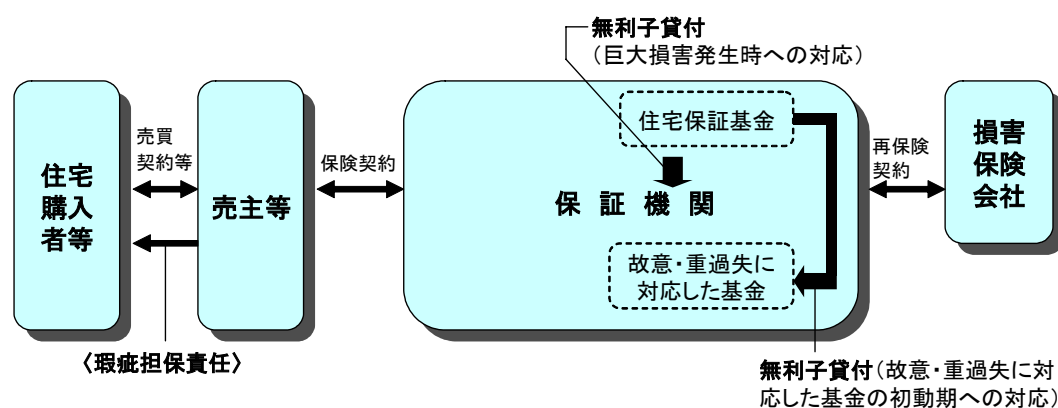 無利子貸付
（巨大損害発生時への対応）
住宅
購入
者等
売買
契約等
売主等
保険契約
住宅保証基金
保証機関
故意・重過失に
対応した基金
再保険
契約
損害
保険
会社
〈瑕疵担保責任〉
無利子貸付（故意・重過失に対
応した基金の初動期への対応）